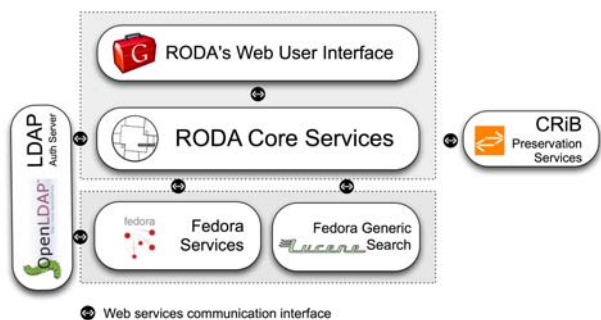 G
RODA's Web User Interface
RODA Core Services
LDAP
Auth Server
OpenLDAP
CRiB
Preservation
Services
fedora
Fedora
Services
Fedora Generic
Lucene Search
Web services communication interface